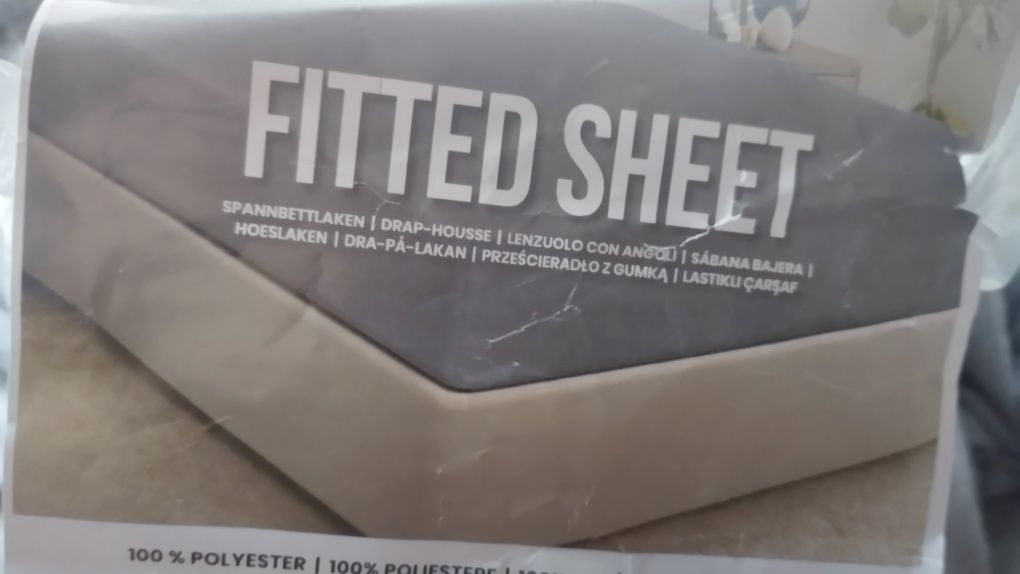 FITTED SHEET
SPANNBETTLAKEN | DRAP-HOUSSE | LENZUOLO CON ANGOLI | SÁBANA BAJERA |
HOESLAKEN | DRA-PÅ-LAKAN | PRZEŚCIERADŁO Z GUMKĄ | LASTIKLI ÇARŞAF
100 % POLYESTER | 100% POLIESTERE |